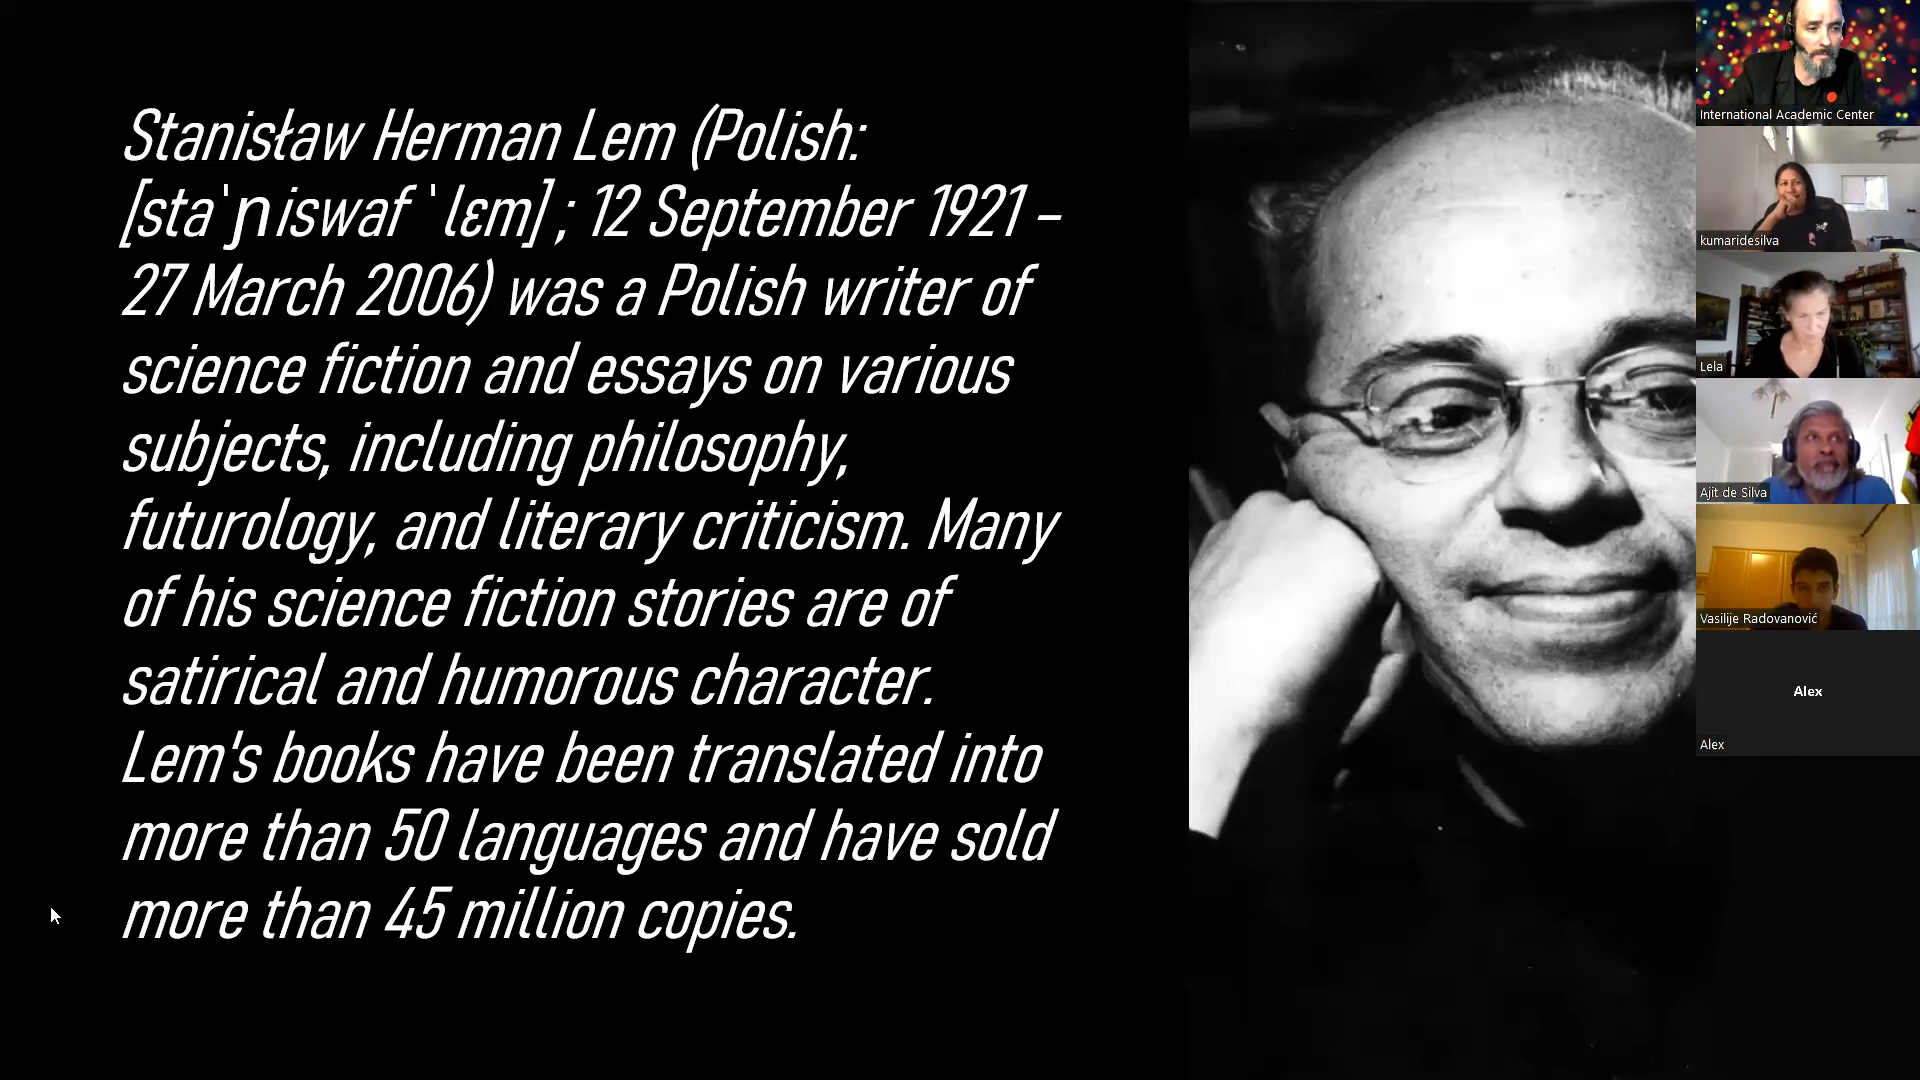 Stanisław Herman Lem (Polish:
[staˈɲiswaf ˈlɛm] ; 12 September 1921 –
27 March 2006) was a Polish writer of
science fiction and essays on various
subjects, including philosophy,
futurology, and literary criticism. Many
of his science fiction stories are of
satirical and humorous character.
Lem's books have been translated into
more than 50 languages and have sold
more than 45 million copies.
International Academic Center
kumaridesilva
Lela
Ajit de Silva
Vasilije Radovanović
Alex
Alex